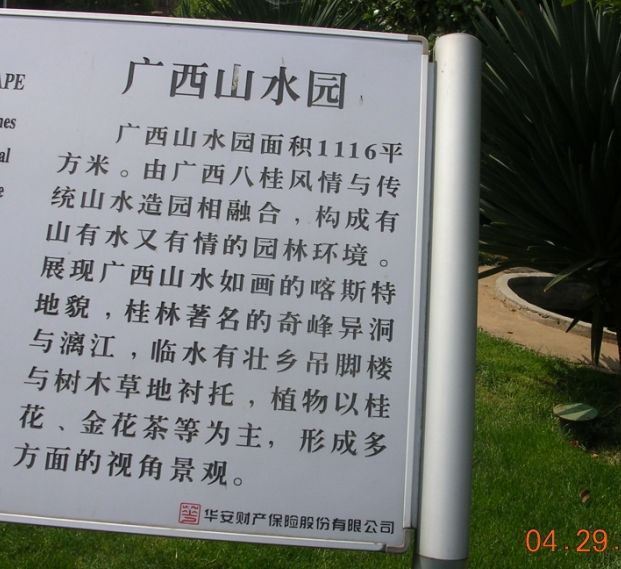 广西山水园
广西山水园面积1116平
方米。由广西八桂风情与传
统山水造园相融合，构成有
山有水又有情的园林环境。
展现广西山水如画的喀斯特
地貌，桂林著名的奇峰异洞
与漓江，临水有壮乡吊脚楼
与树木草地衬托，植物以桂
花、金花茶等为主，形成多
方面的视角景观。
华安财产保险股份有限公司
APE
nes
al
e
04.29.